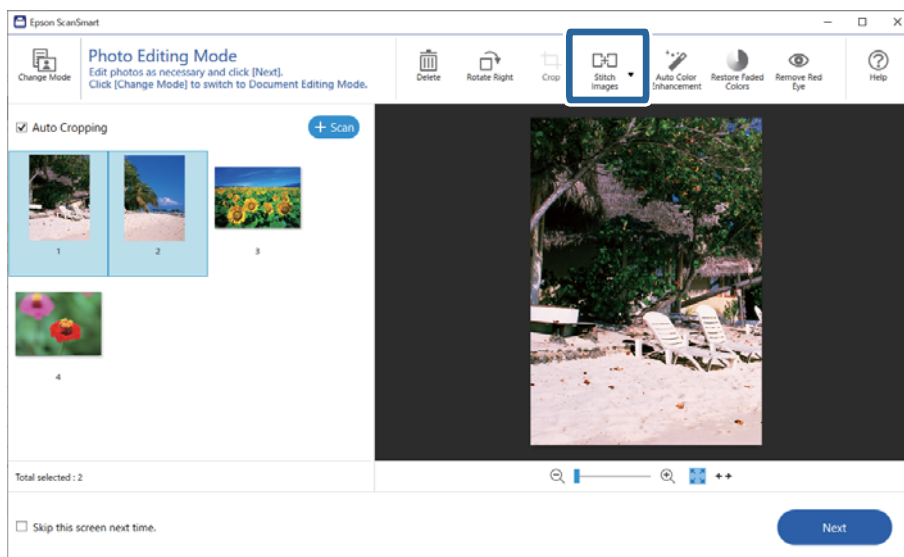 Epson ScanSmart
Change Mode
Photo Editing Mode
Edit photos as necessary and click [Next].
Click [Change Mode] to switch to Document Editing Mode.
Delete
Rotate Right
Crop
Stitch
Images
Auto Color
Enhancement
Restore Faded
Colors
Remove Red
Eye
Help
Auto Cropping
+ Scan
1
2
3
4
Total selected : 2
Skip this screen next time.
Next